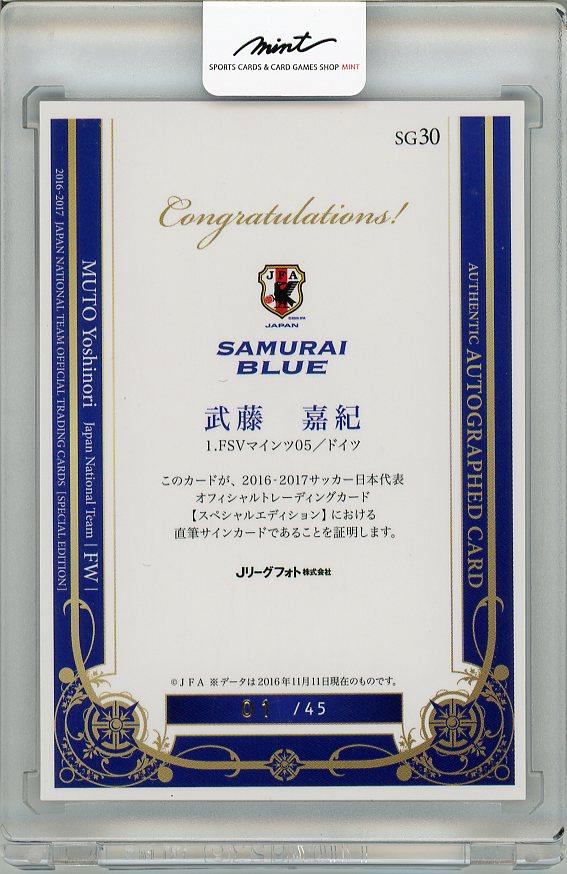 mint
SPORTS CARDS & CARD GAMES SHOP MINT
SG30
Congratulations!
JFA
JAPAN
SAMURAI
BLUE
武藤 嘉紀
1.FSVマインツ05／ドイツ
このカードが、2016-2017サッカー日本代表
オフィシャルトレーディングカード
【スペシャルエディション】における
直筆サインカードであることを証明します。
Jリーグフォト株式会社
©JFA ※データは2016年11月11日現在のものです。
01 /45
MUTO Yoshinori Japan National Team | FW |
2016-2017 JAPAN NATIONAL TEAM OFFICIAL TRADING CARDS [SPECIAL EDITION]
AUTHENTIC AUTOGRAPHED CARD